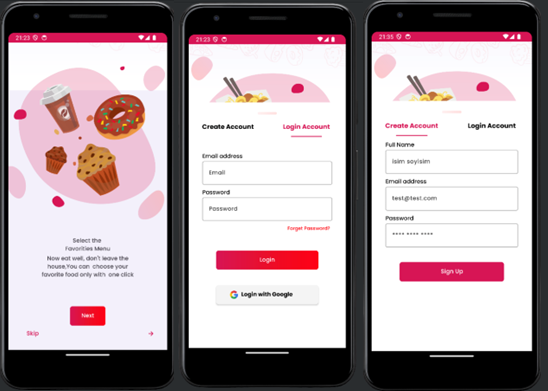 21:23
Select the
Favorities Menu
Now eat well, don't leave the
house,You can choose your
favorite food only with one click
Next
Skip
21:23
Create Account
Login Account
Email address
Email
Password
Password
Forget Password?
Login
G Login with Google
21:35
Create Account
Login Account
Full Name
isim soyisim
Email address
test@test.com
Password
**** **** ****
Sign Up